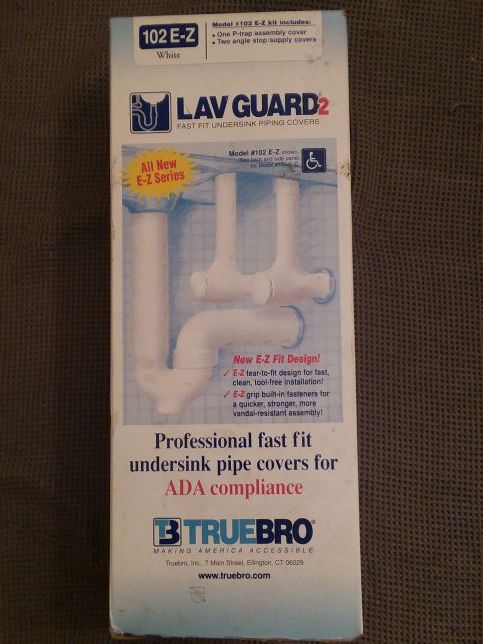 102 E-Z
White
Model #102 E-Z kit includes:
• One P-trap assembly cover
• Two angle stop/supply covers
LAV GUARD 2
FAST FIT UNDERSINK PIPING COVERS
All New
E-Z Series
Model #102 E-Z shown
New E-Z Fit Design!
✓ E-Z tear-to-fit design for fast,
clean, tool-free installation!
✓ E-Z grip built-in fasteners for
a quicker, stronger, more
vandal-resistant assembly!
Professional fast fit
undersink pipe covers for
ADA compliance
TB TRUEBRO®
MAKING AMERICA ACCESSIBLE
Truebro, Inc., 7 Main Street, Ellington, CT 06029
www.truebro.com